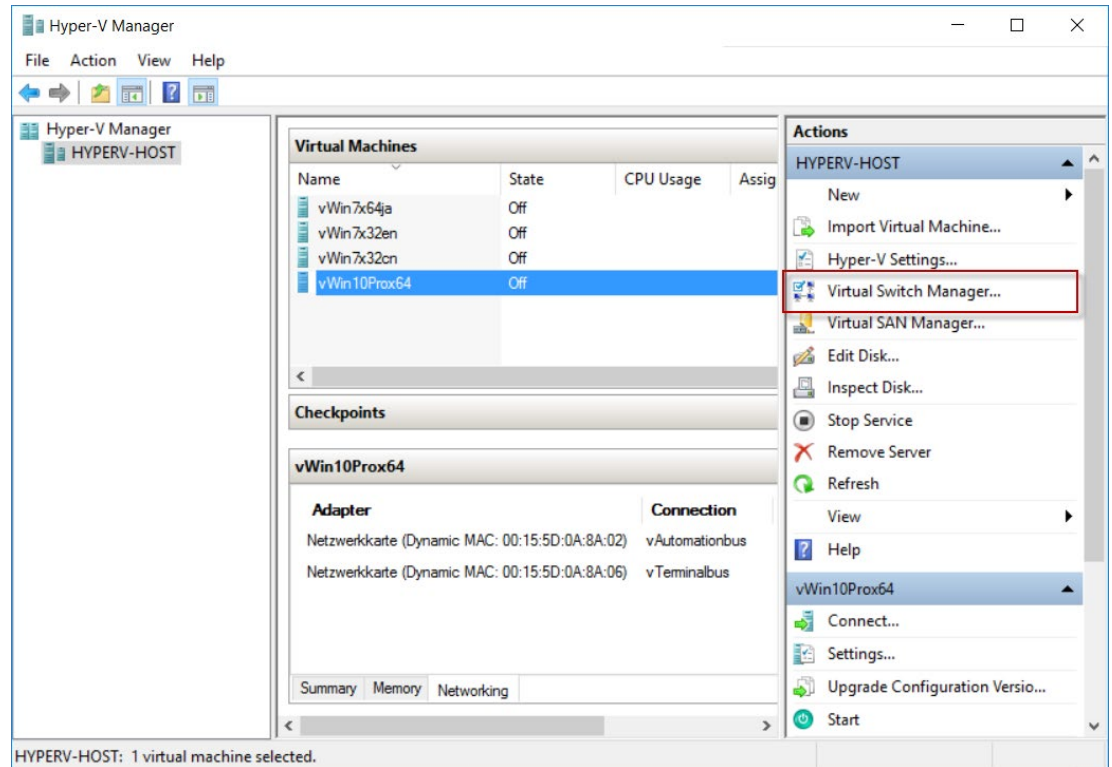 Hyper-V Manager
File Action View Help
Hyper-V Manager
HYPERV-HOST
Virtual Machines
Name State CPU Usage Assig
vWin7x64ja Off
vWin7x32en Off
vWin7x32cn Off
vWin10Prox64 Off
Checkpoints
vWin10Prox64
Adapter Connection
Netzwerkkarte (Dynamic MAC: 00:15:5D:0A:8A:02) vAutomationbus
Netzwerkkarte (Dynamic MAC: 00:15:5D:0A:8A:06) vTerminalbus
Summary Memory Networking
Actions
HYPERV-HOST
New
Import Virtual Machine...
Hyper-V Settings...
Virtual Switch Manager...
Virtual SAN Manager...
Edit Disk...
Inspect Disk...
Stop Service
Remove Server
Refresh
View
Help
vWin10Prox64
Connect...
Settings...
Upgrade Configuration Versio...
Start
HYPERV-HOST: 1 virtual machine selected.